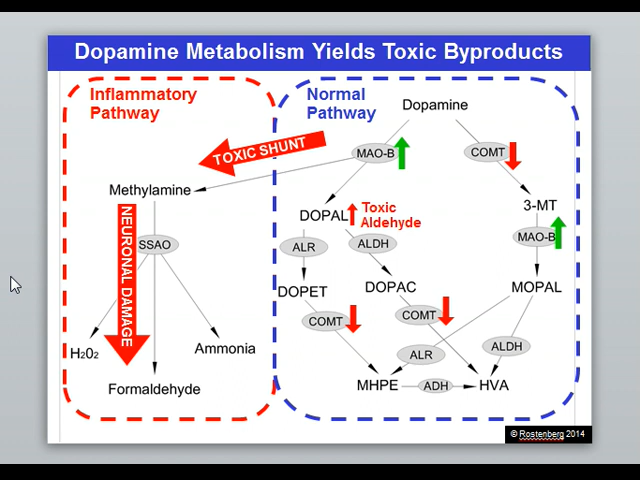 Dopamine Metabolism Yields Toxic Byproducts
Inflammatory
Pathway
Normal
Pathway
Dopamine
TOXIC SHUNT
MAO-B
COMT
Methylamine
3-MT
DOPAL
Toxic
Aldehyde
NEURONAL DAMAGE
SSAO
ALR
ALDH
MAO-B
DOPET
DOPAC
MOPAL
COMT
COMT
H2O2
Ammonia
ALR
ALDH
Formaldehyde
MHPE
ADH
HVA
© Rostenberg 2014